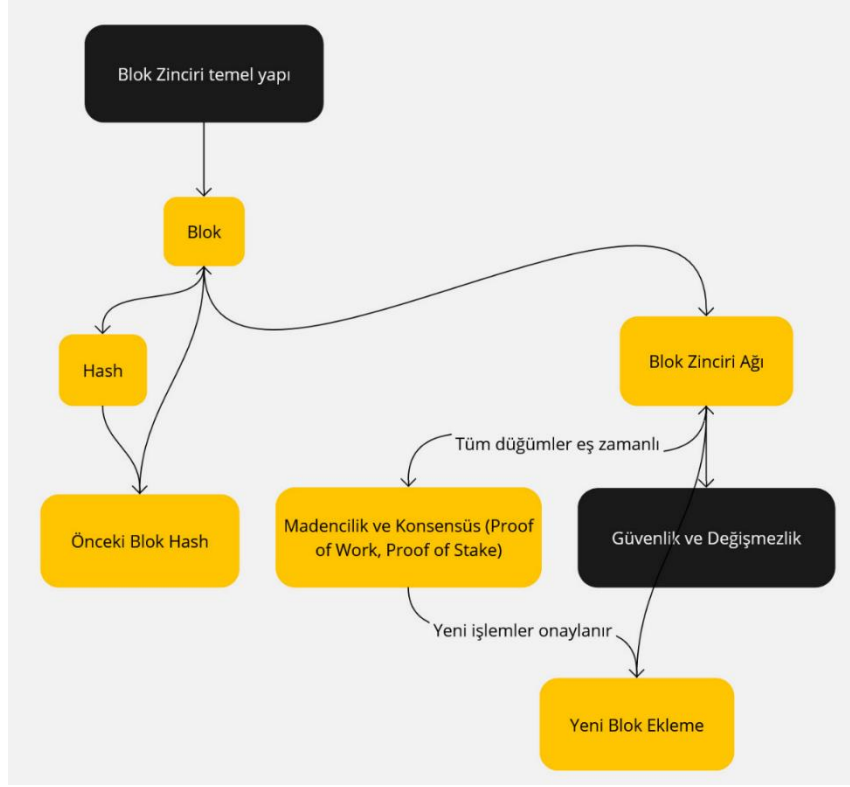 Blok Zinciri temel yapı
Blok
Hash
Blok Zinciri Ağı
Tüm düğümler eş zamanlı
Önceki Blok Hash
Madencilik ve Konsensüs (Proof
of Work, Proof of Stake)
Güvenlik ve Değişmezlik
Yeni işlemler onaylanır
Yeni Blok Ekleme